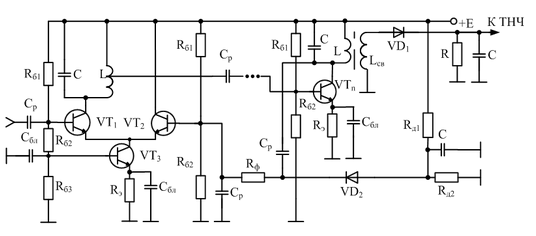 +E
К ТНЧ
VD₁
Rб1
C
L
Rб1
Cр
Rб1
C
L
Lсв
R
C
VTп
Cр
VT₁
VT₂
Rб2
Rэ
Cбл
Rд1
Cбл
Rб2
VT₃
Rб2
Cр
C
Rб3
Rэ
Cбл
Rф
Cр
VD₂
Rд2